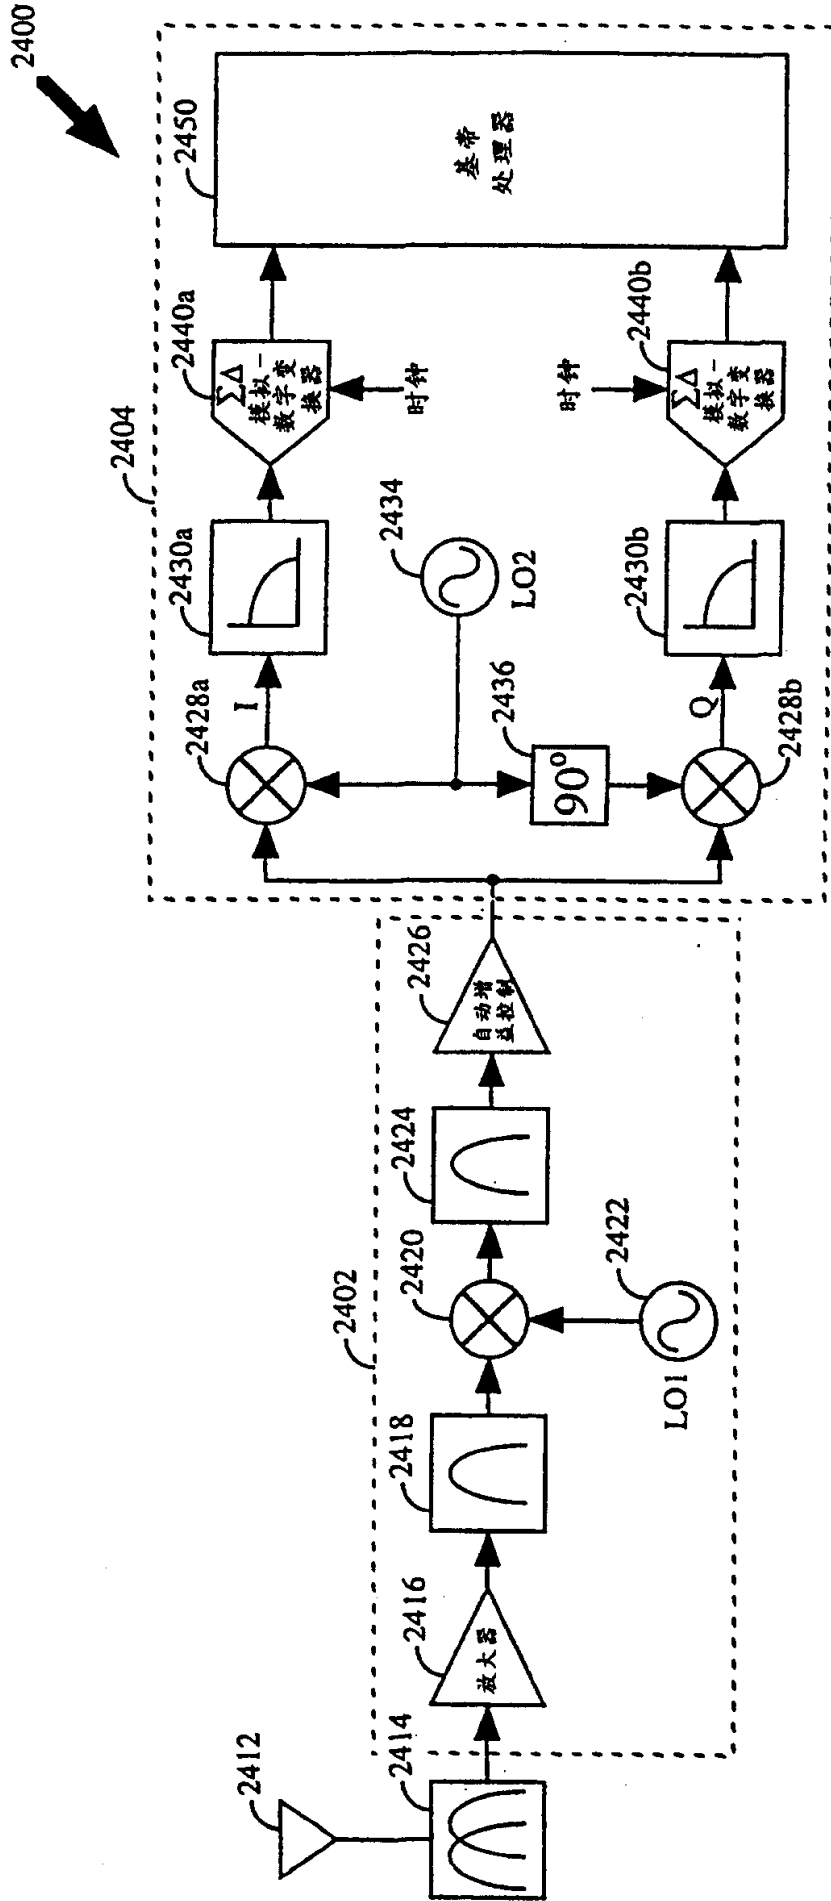 2400
2404
2450
基带
处理器
2440a
ΣΔ
模拟-
数字变
换器
时钟
2430a
2428a
I
2434
LO2
2436
90°
时钟
2440b
ΣΔ
模拟-
数字变
换器
2430b
Q
2428b
2402
2426
自动增
益控制
2424
2420
2422
LO1
2418
2416
放大器
2414
2412